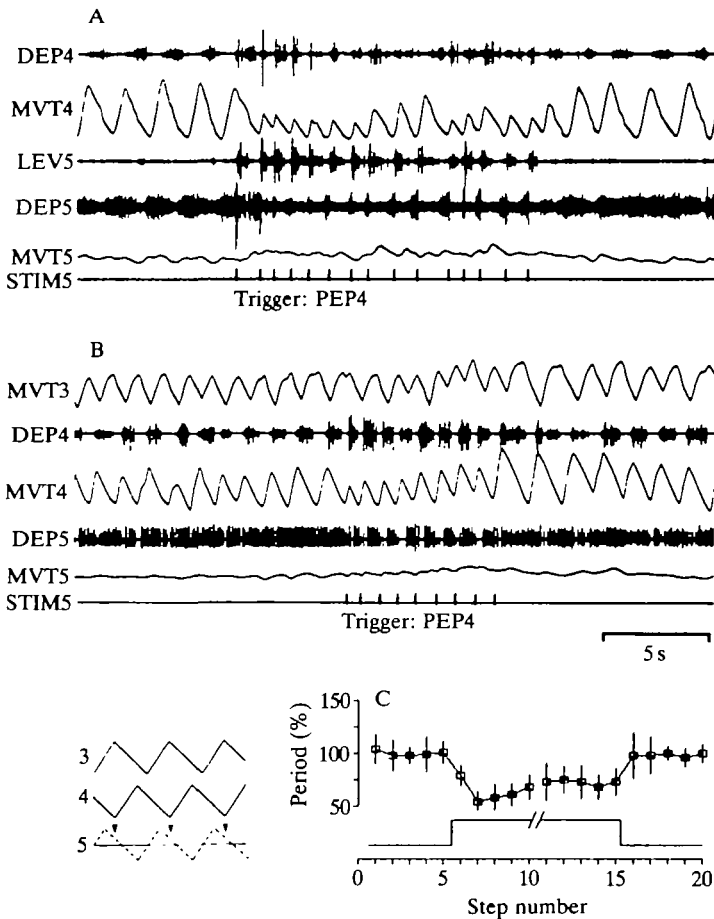 A
DEP4
MVT4
LEV5
DEP5
MVT5
STIM5
Trigger: PEP4
B
MVT3
DEP4
MVT4
DEP5
MVT5
STIM5
Trigger: PEP4
5 s
3
4
5
C
Period (%)
150
100
50
0 5 10 15 20
Step number